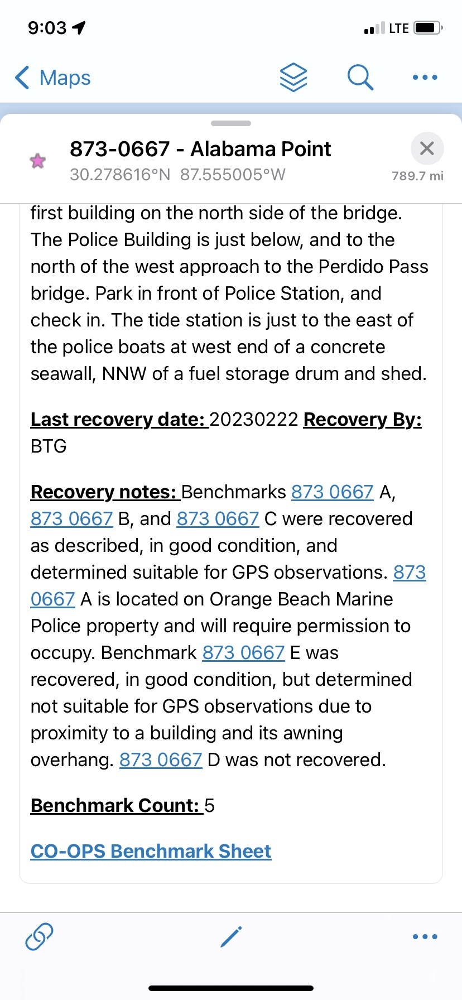 9:03
LTE
Maps
873-0667 - Alabama Point
30.278616°N 87.555005°W
789.7 mi
first building on the north side of the bridge.
The Police Building is just below, and to the
north of the west approach to the Perdido Pass
bridge. Park in front of Police Station, and
check in. The tide station is just to the east of
the police boats at west end of a concrete
seawall, NNW of a fuel storage drum and shed.
Last recovery date: 20230222 Recovery By:
BTG
Recovery notes: Benchmarks 873 0667 A,
873 0667 B, and 873 0667 C were recovered
as described, in good condition, and
determined suitable for GPS observations. 873
0667 A is located on Orange Beach Marine
Police property and will require permission to
occupy. Benchmark 873 0667 E was
recovered, in good condition, but determined
not suitable for GPS observations due to
proximity to a building and its awning
overhang. 873 0667 D was not recovered.
Benchmark Count: 5
CO-OPS Benchmark Sheet